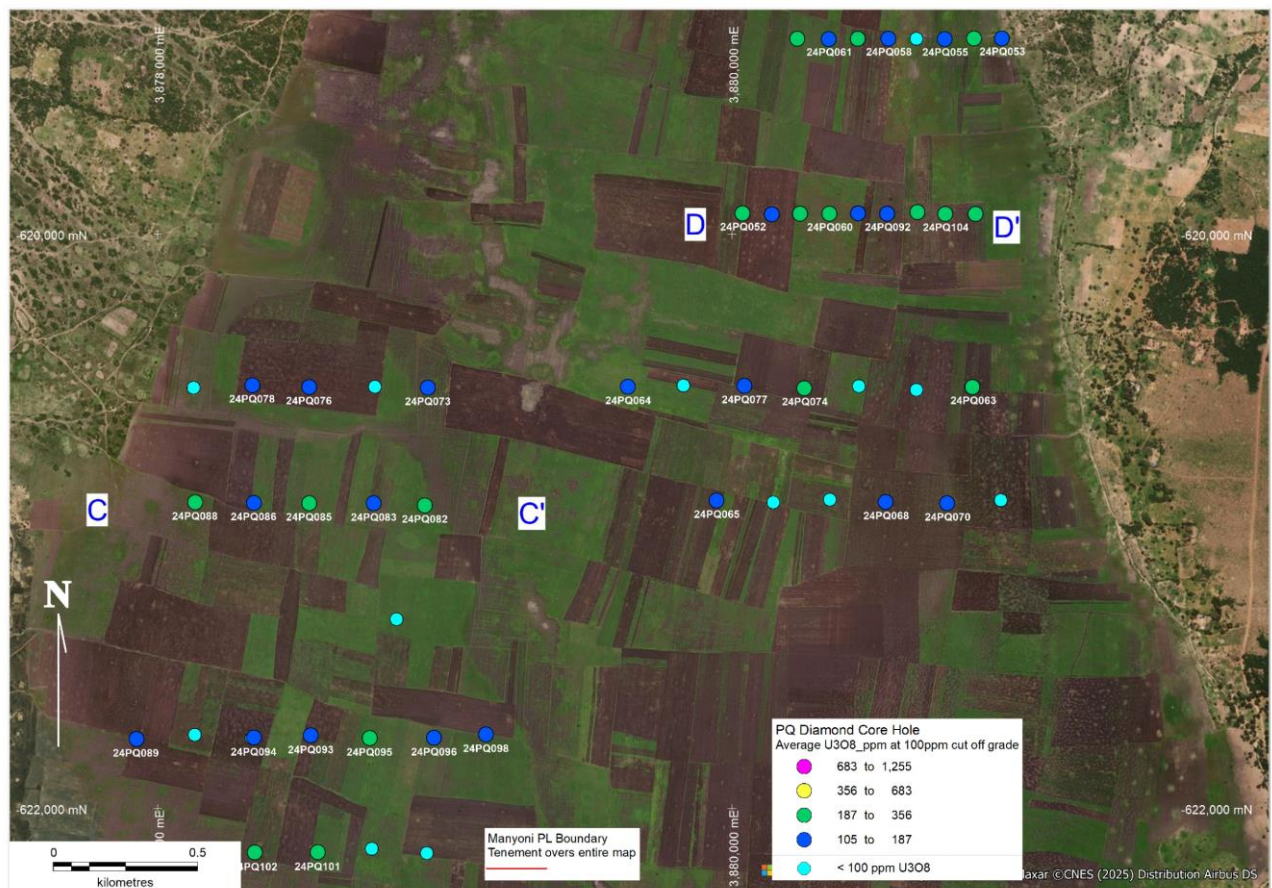 3,878,000 mE
3,880,000 mE
24PQ061 24PQ058 24PQ055 24PQ053
D D'
24PQ052 24PQ060 24PQ092 24PQ104
-620,000 mN -620,000 mN
24PQ078 24PQ076 24PQ073 24PQ064 24PQ077 24PQ074 24PQ063
C C'
24PQ088 24PQ086 24PQ085 24PQ083 24PQ082 24PQ065 24PQ068 24PQ070
N
24PQ089 24PQ094 24PQ093 24PQ095 24PQ096 24PQ098
PQ Diamond Core Hole
Average U3O8_ppm at 100ppm cut off grade
683 to 1,255
356 to 683
187 to 356
105 to 187
< 100 ppm U3O8
-622,000 mN -622,000 mN
mE
3,880,000 mE
PQ102 24PQ101
Manyoni PL Boundary
Tenement overs entire map
0 0.5
kilometres
©CNES (2025) Distribution Airbus DS